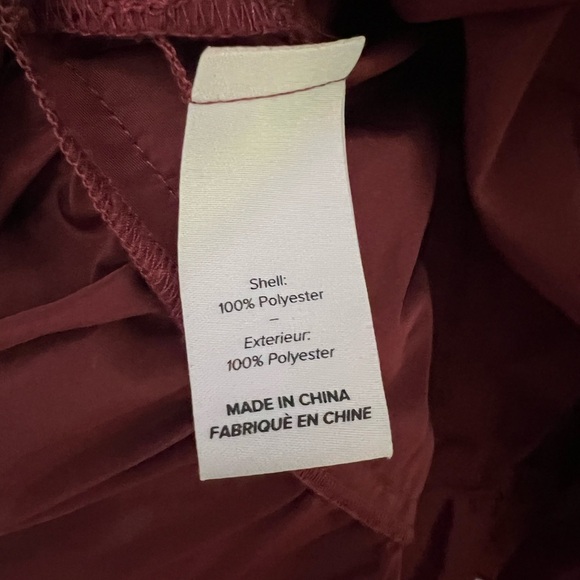 Shell:
100% Polyester
–
Exterieur:
100% Polyester
MADE IN CHINA
FABRIQUÈ EN CHINE